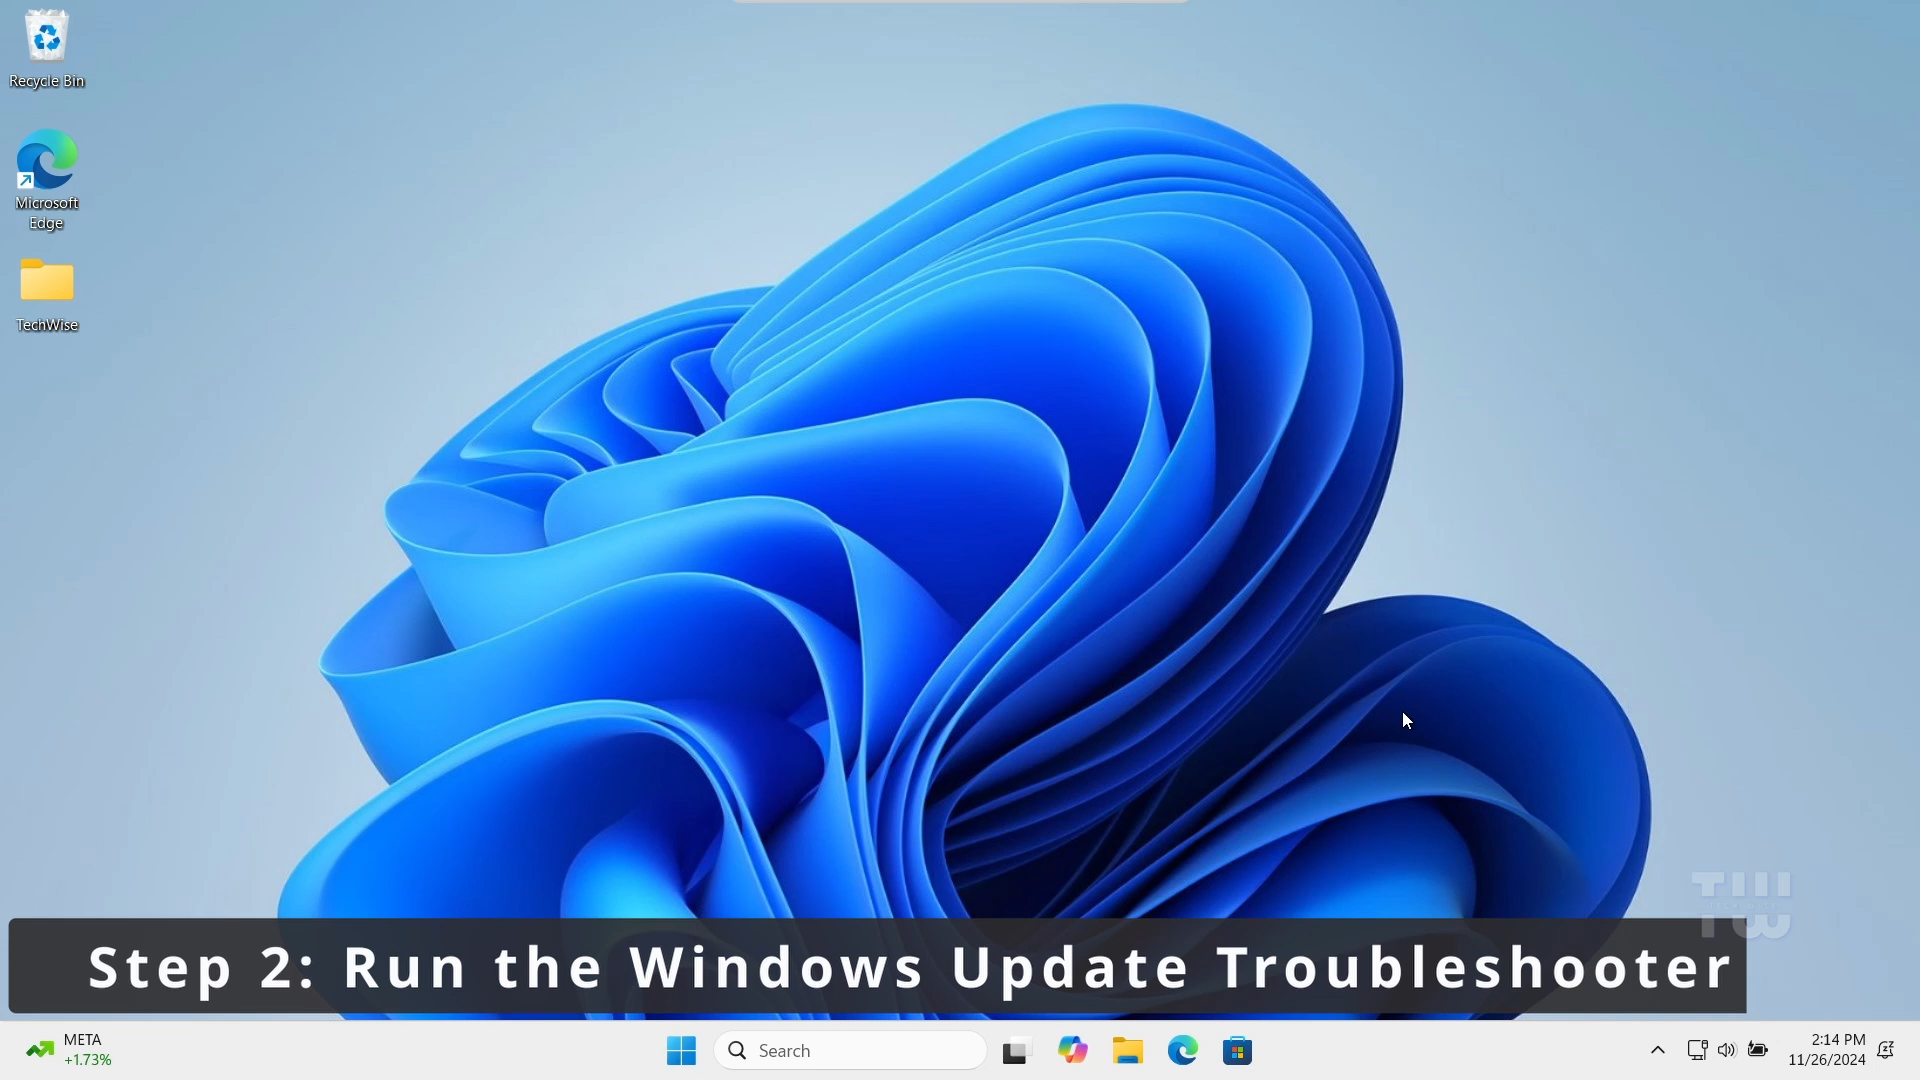 Recycle Bin
Microsoft
Edge
TechWise
TW
Step 2: Run the Windows Update Troubleshooter
META
+1.73%
Search
2:14 PM
11/26/2024